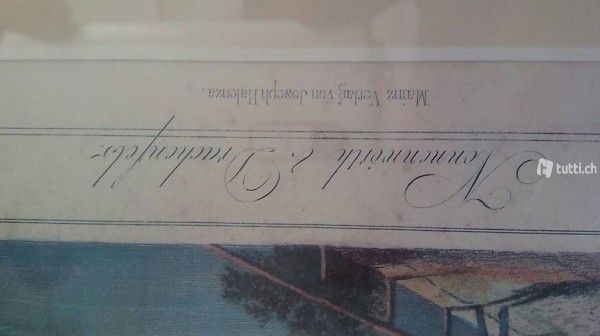 Nonnenwerth & Drachenfels.
Mainz Verlag von Joseph Halenza.
tutti.ch